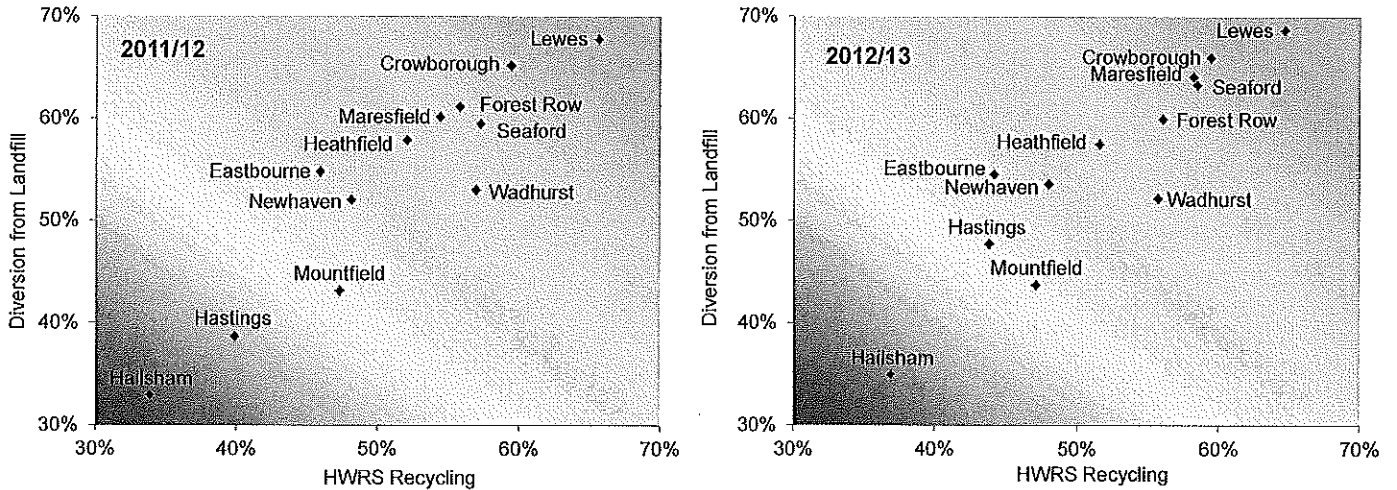 2011/12
Diversion from Landfill
70%
60%
50%
40%
30%
Lewes
Crowborough
Forest Row
Maresfield
Seaford
Heathfield
Eastbourne
Wadhurst
Newhaven
Mountfield
Hastings
Hailsham
30%
40%
50%
60%
70%
HWRS Recycling
2012/13
Diversion from Landfill
70%
60%
50%
40%
30%
Lewes
Crowborough
Maresfield
Seaford
Forest Row
Heathfield
Eastbourne
Newhaven
Wadhurst
Hastings
Mountfield
Hailsham
30%
40%
50%
60%
70%
HWRS Recycling